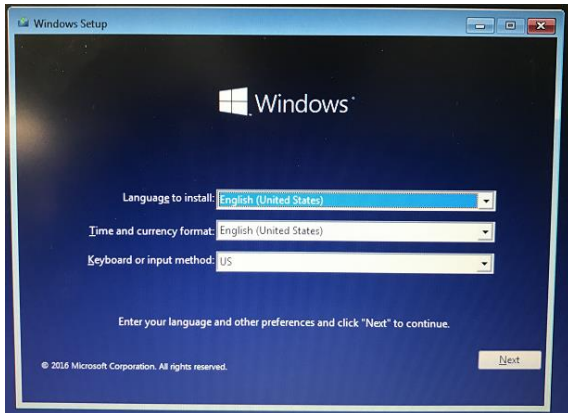 Windows Setup
Windows
Language to install: English (United States)
Time and currency format: English (United States)
Keyboard or input method: US
Enter your language and other preferences and click "Next" to continue.
Next
© 2016 Microsoft Corporation. All rights reserved.